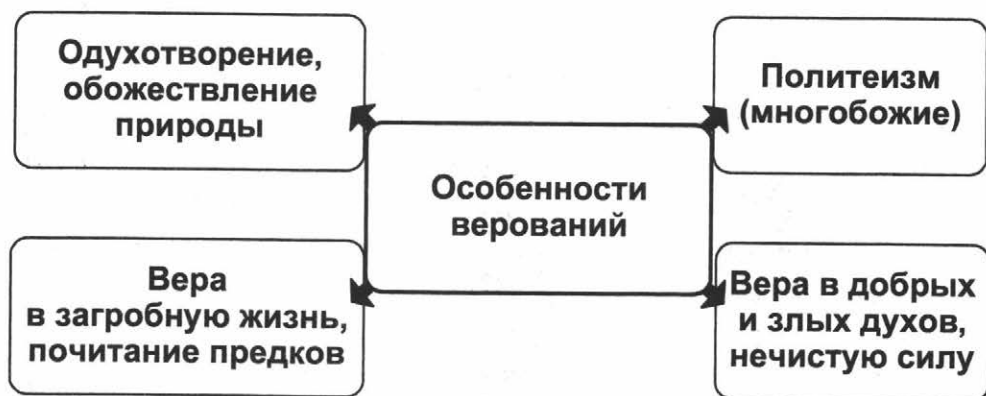 Одухотворение,
обожествление
природы
Политеизм
(многобожие)
Особенности
верований
Вера
в загробную жизнь,
почитание предков
Вера в добрых
и злых духов,
нечистую силу